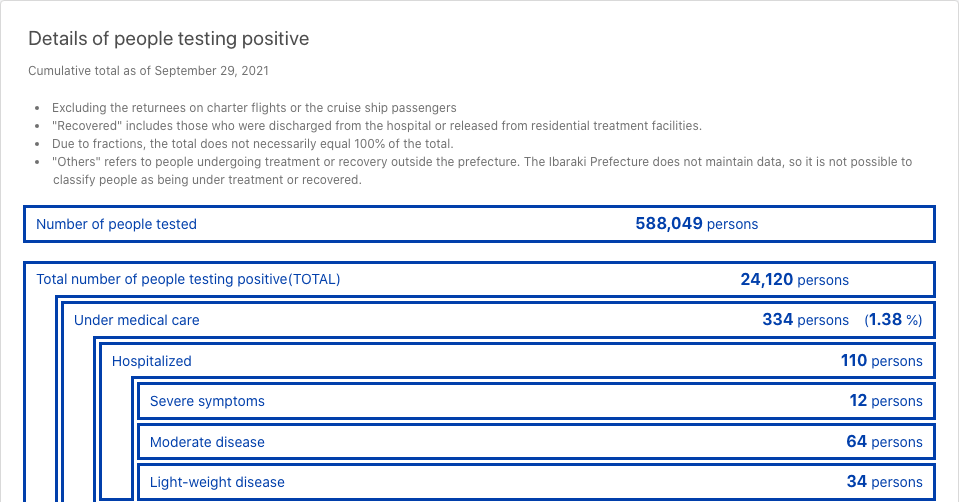 Details of people testing positive
Cumulative total as of September 29, 2021
• Excluding the returnees on charter flights or the cruise ship passengers
• "Recovered" includes those who were discharged from the hospital or released from residential treatment facilities.
• Due to fractions, the total does not necessarily equal 100% of the total.
• "Others" refers to people undergoing treatment or recovery outside the prefecture. The Ibaraki Prefecture does not maintain data, so it is not possible to
classify people as being under treatment or recovered.
Number of people tested 588,049 persons
Total number of people testing positive(TOTAL) 24,120 persons
Under medical care 334 persons (1.38 %)
Hospitalized 110 persons
Severe symptoms 12 persons
Moderate disease 64 persons
Light-weight disease 34 persons